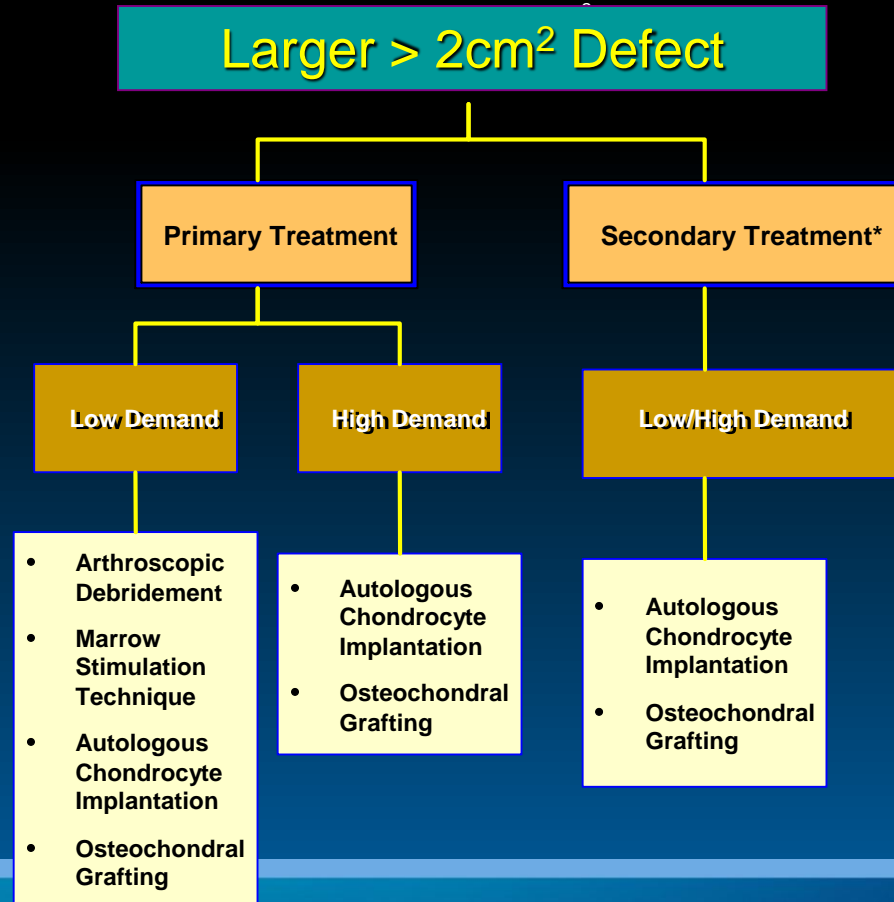 Larger > 2cm² Defect
Primary Treatment
Secondary Treatment*
Low Demand
High Demand
Low/High Demand
• Arthroscopic
Debridement
• Marrow
Stimulation
Technique
• Autologous
Chondrocyte
Implantation
• Osteochondral
Grafting
• Autologous
Chondrocyte
Implantation
• Osteochondral
Grafting
• Autologous
Chondrocyte
Implantation
• Osteochondral
Grafting